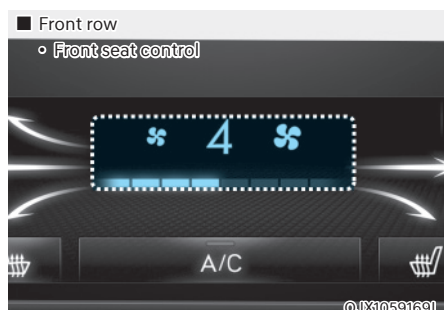 ■ Front row
• Front seat control
4
A/C
OJX1059169L